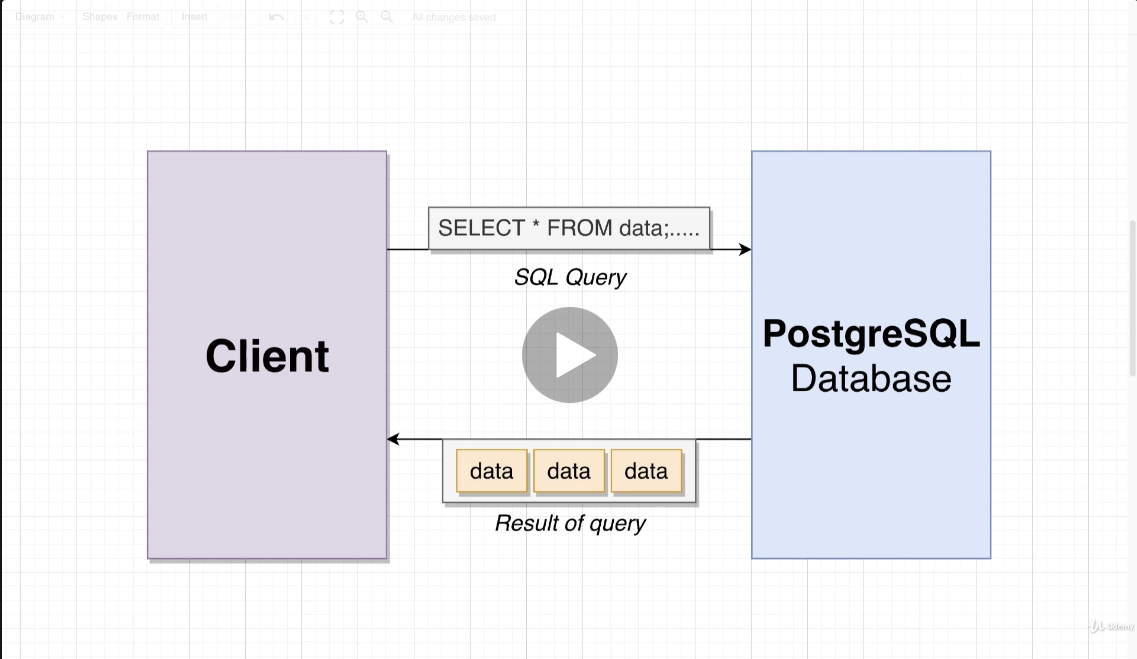 Diagram Shapes Format Insert Delete All changes saved
SELECT * FROM data;.....
SQL Query
Client
PostgreSQL
Database
data data data
Result of query
Udemy